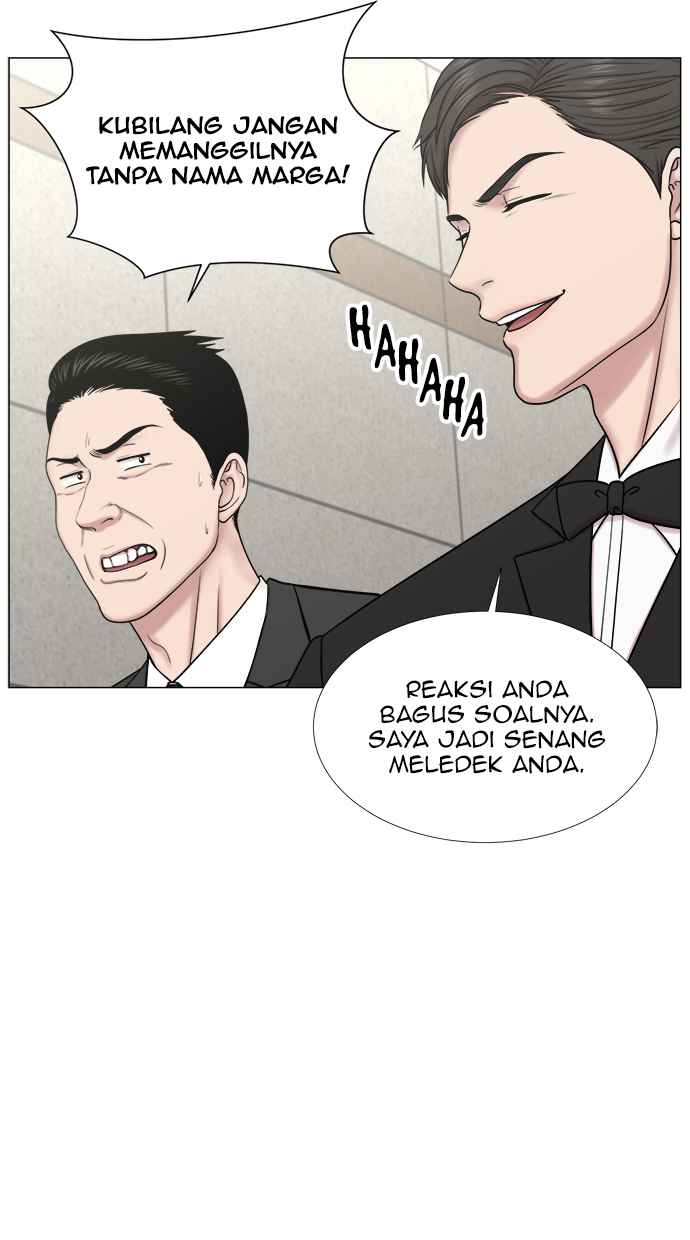 KUBILANG JANGAN
MEMANGGILNYA
TANPA NAMA MARGA!
HAHAHA
REAKSI ANDA
BAGUS SOALNYA.
SAYA JADI SENANG
MELEDEK ANDA.